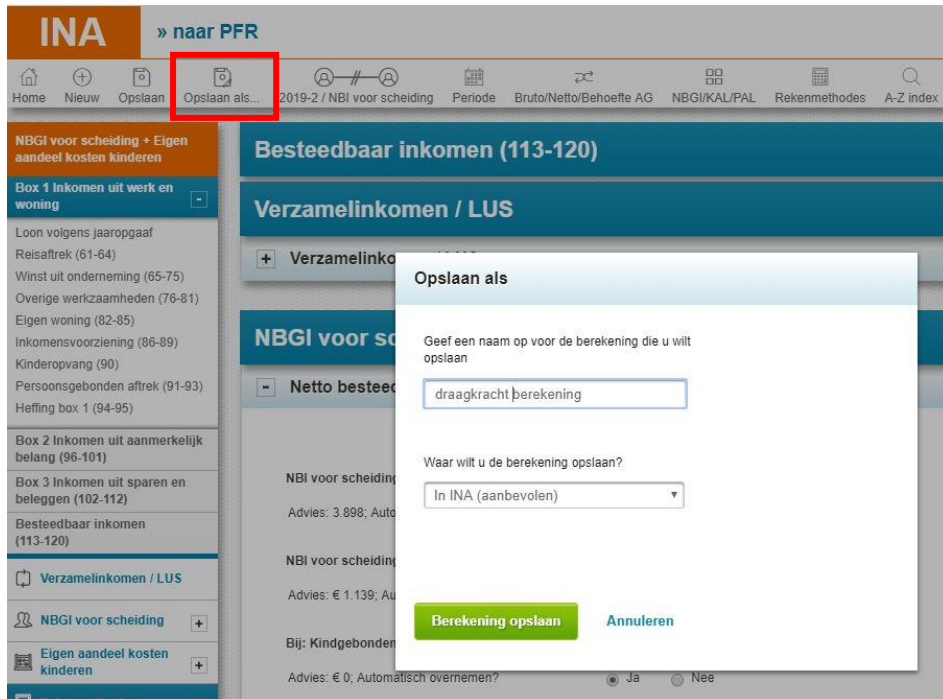 INA
» naar PFR
Home
Nieuw
Opslaan
Opslaan als...
2019-2 / NBI voor scheiding
Periode
Bruto/Netto/Behoefte AG
NBGI/KAL/PAL
Rekenmethodes
A-Z index
NBGI voor scheiding + Eigen
aandeel kosten kinderen
Box 1 Inkomen uit werk en
woning
Loon volgens jaaropgaaf
Reisaftrek (61-64)
Winst uit onderneming (65-75)
Overige werkzaamheden (76-81)
Eigen woning (82-85)
Inkomensvoorziening (86-89)
Kinderopvang (90)
Persoonsgebonden aftrek (91-93)
Heffing box 1 (94-95)
Box 2 Inkomen uit aanmerkelijk
belang (96-101)
Box 3 Inkomen uit sparen en
beleggen (102-112)
Besteedbaar inkomen
(113-120)
Verzamelinkomen / LUS
NBGI voor scheiding
Eigen aandeel kosten
kinderen
Besteedbaar inkomen (113-120)
Verzamelinkomen / LUS
Verzamelinko
NBGI voor sc
Netto besteed
NBI voor scheiding
Advies: 3.898; Auto
NBI voor scheiding
Advies: € 1.139; Au
Bij: Kindgebonden
Advies: € 0; Automatisch overnemen?
Ja
Nee
Opslaan als
Geef een naam op voor de berekening die u wilt
opslaan
draagkracht berekening
Waar wilt u de berekening opslaan?
In INA (aanbevolen)
Berekening opslaan
Annuleren